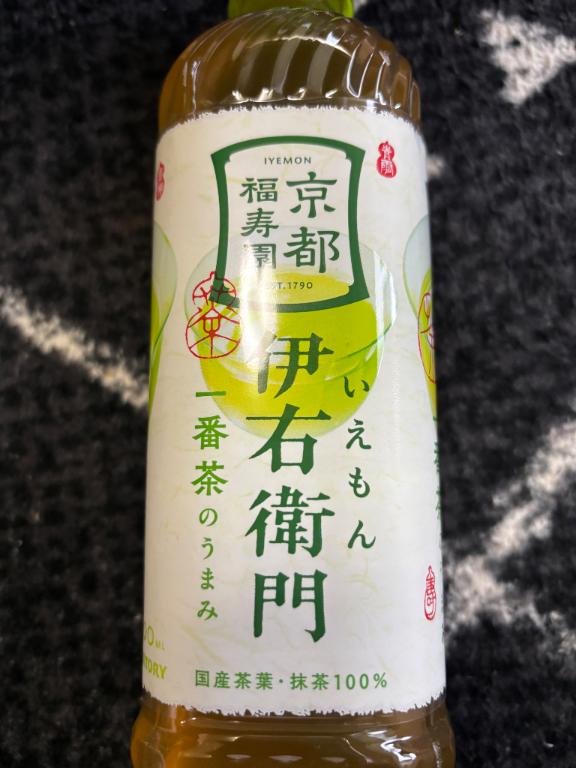 IYEMON
京都
福寿園
EST.1790
いえもん
伊右衛門
茶
一番茶のうまみ
国産茶葉・抹茶100%